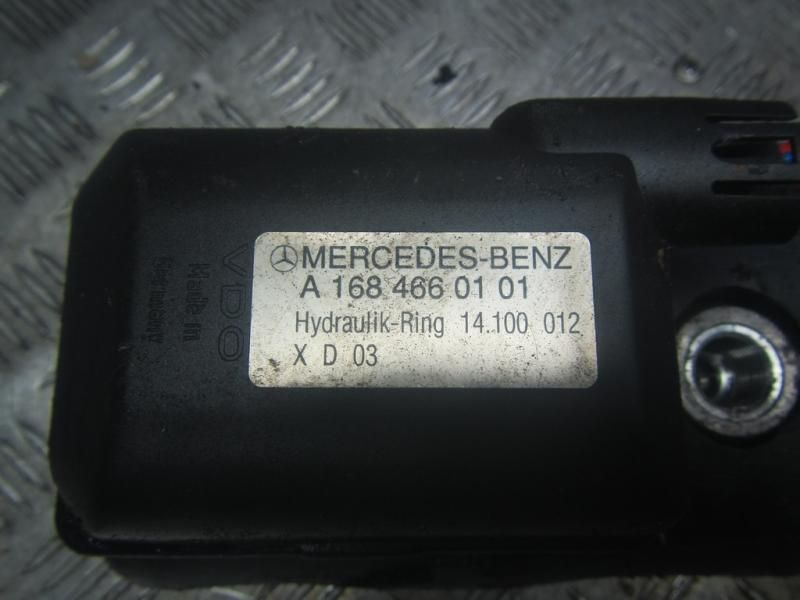 MERCEDES-BENZ
A 168 466 01 01
Hydraulik-Ring 14.100 012
X D 03
VDO
Made in
Germany